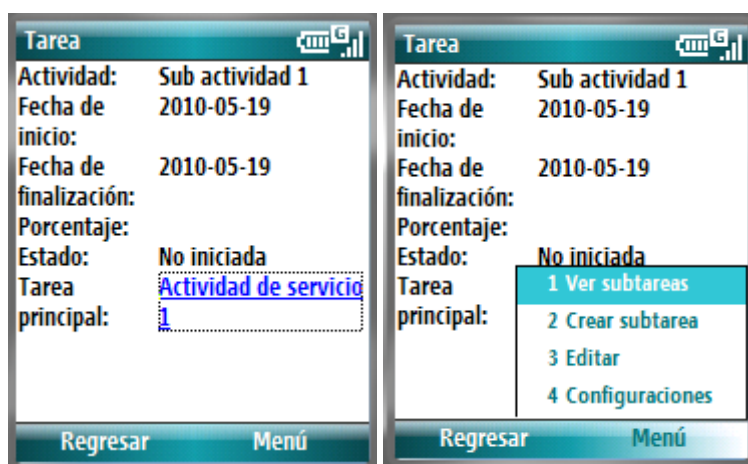 Tarea
G
Actividad: Sub actividad 1
Fecha de 2010-05-19
inicio:
Fecha de 2010-05-19
finalización:
Porcentaje:
Estado: No iniciada
Tarea Actividad de servicio
principal: 1
Regresar Menú
Tarea
G
Actividad: Sub actividad 1
Fecha de 2010-05-19
inicio:
Fecha de 2010-05-19
finalización:
Porcentaje:
Estado: No iniciada
Tarea
principal:
1 Ver subtareas
2 Crear subtarea
3 Editar
4 Configuraciones
Regresar Menú